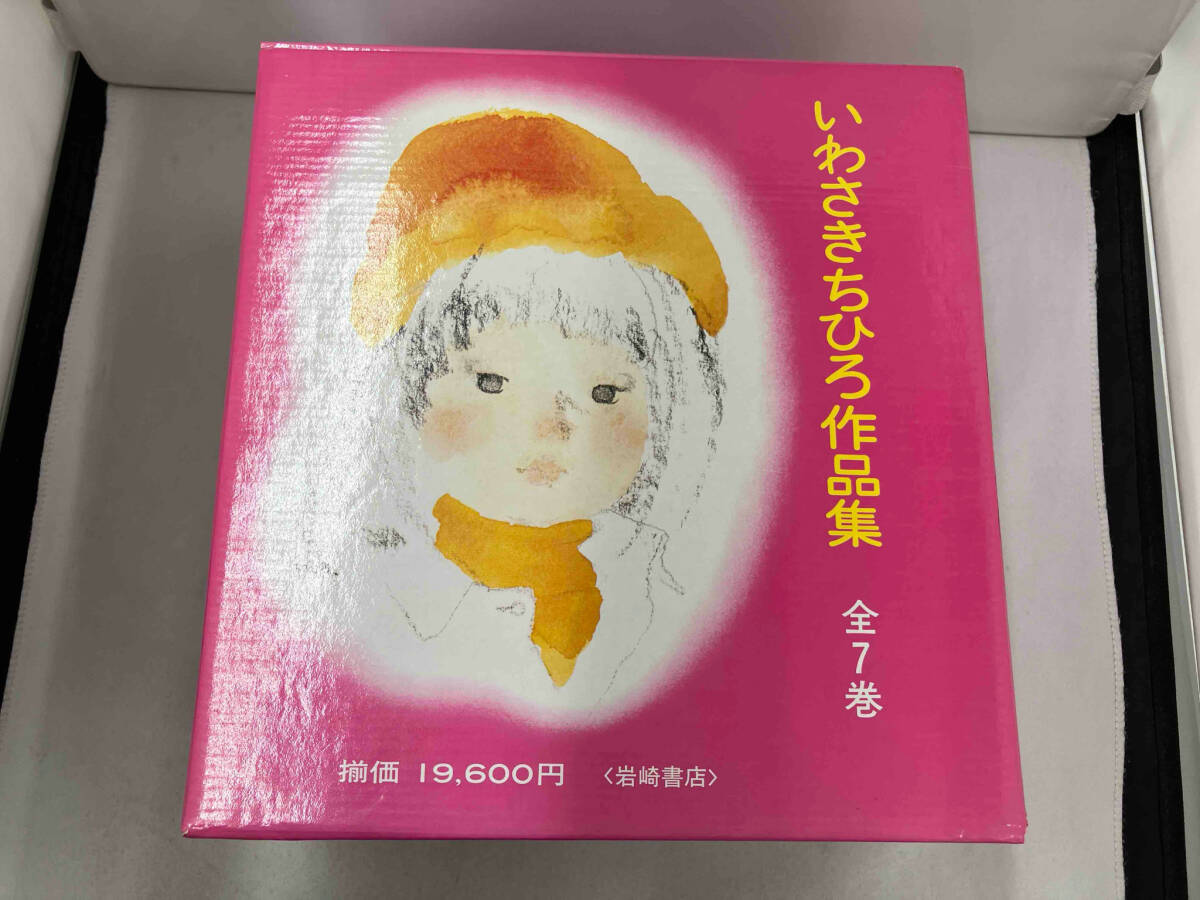 いわさきちひろ作品集
全7巻
揃価 19,600円 〈岩崎書店〉